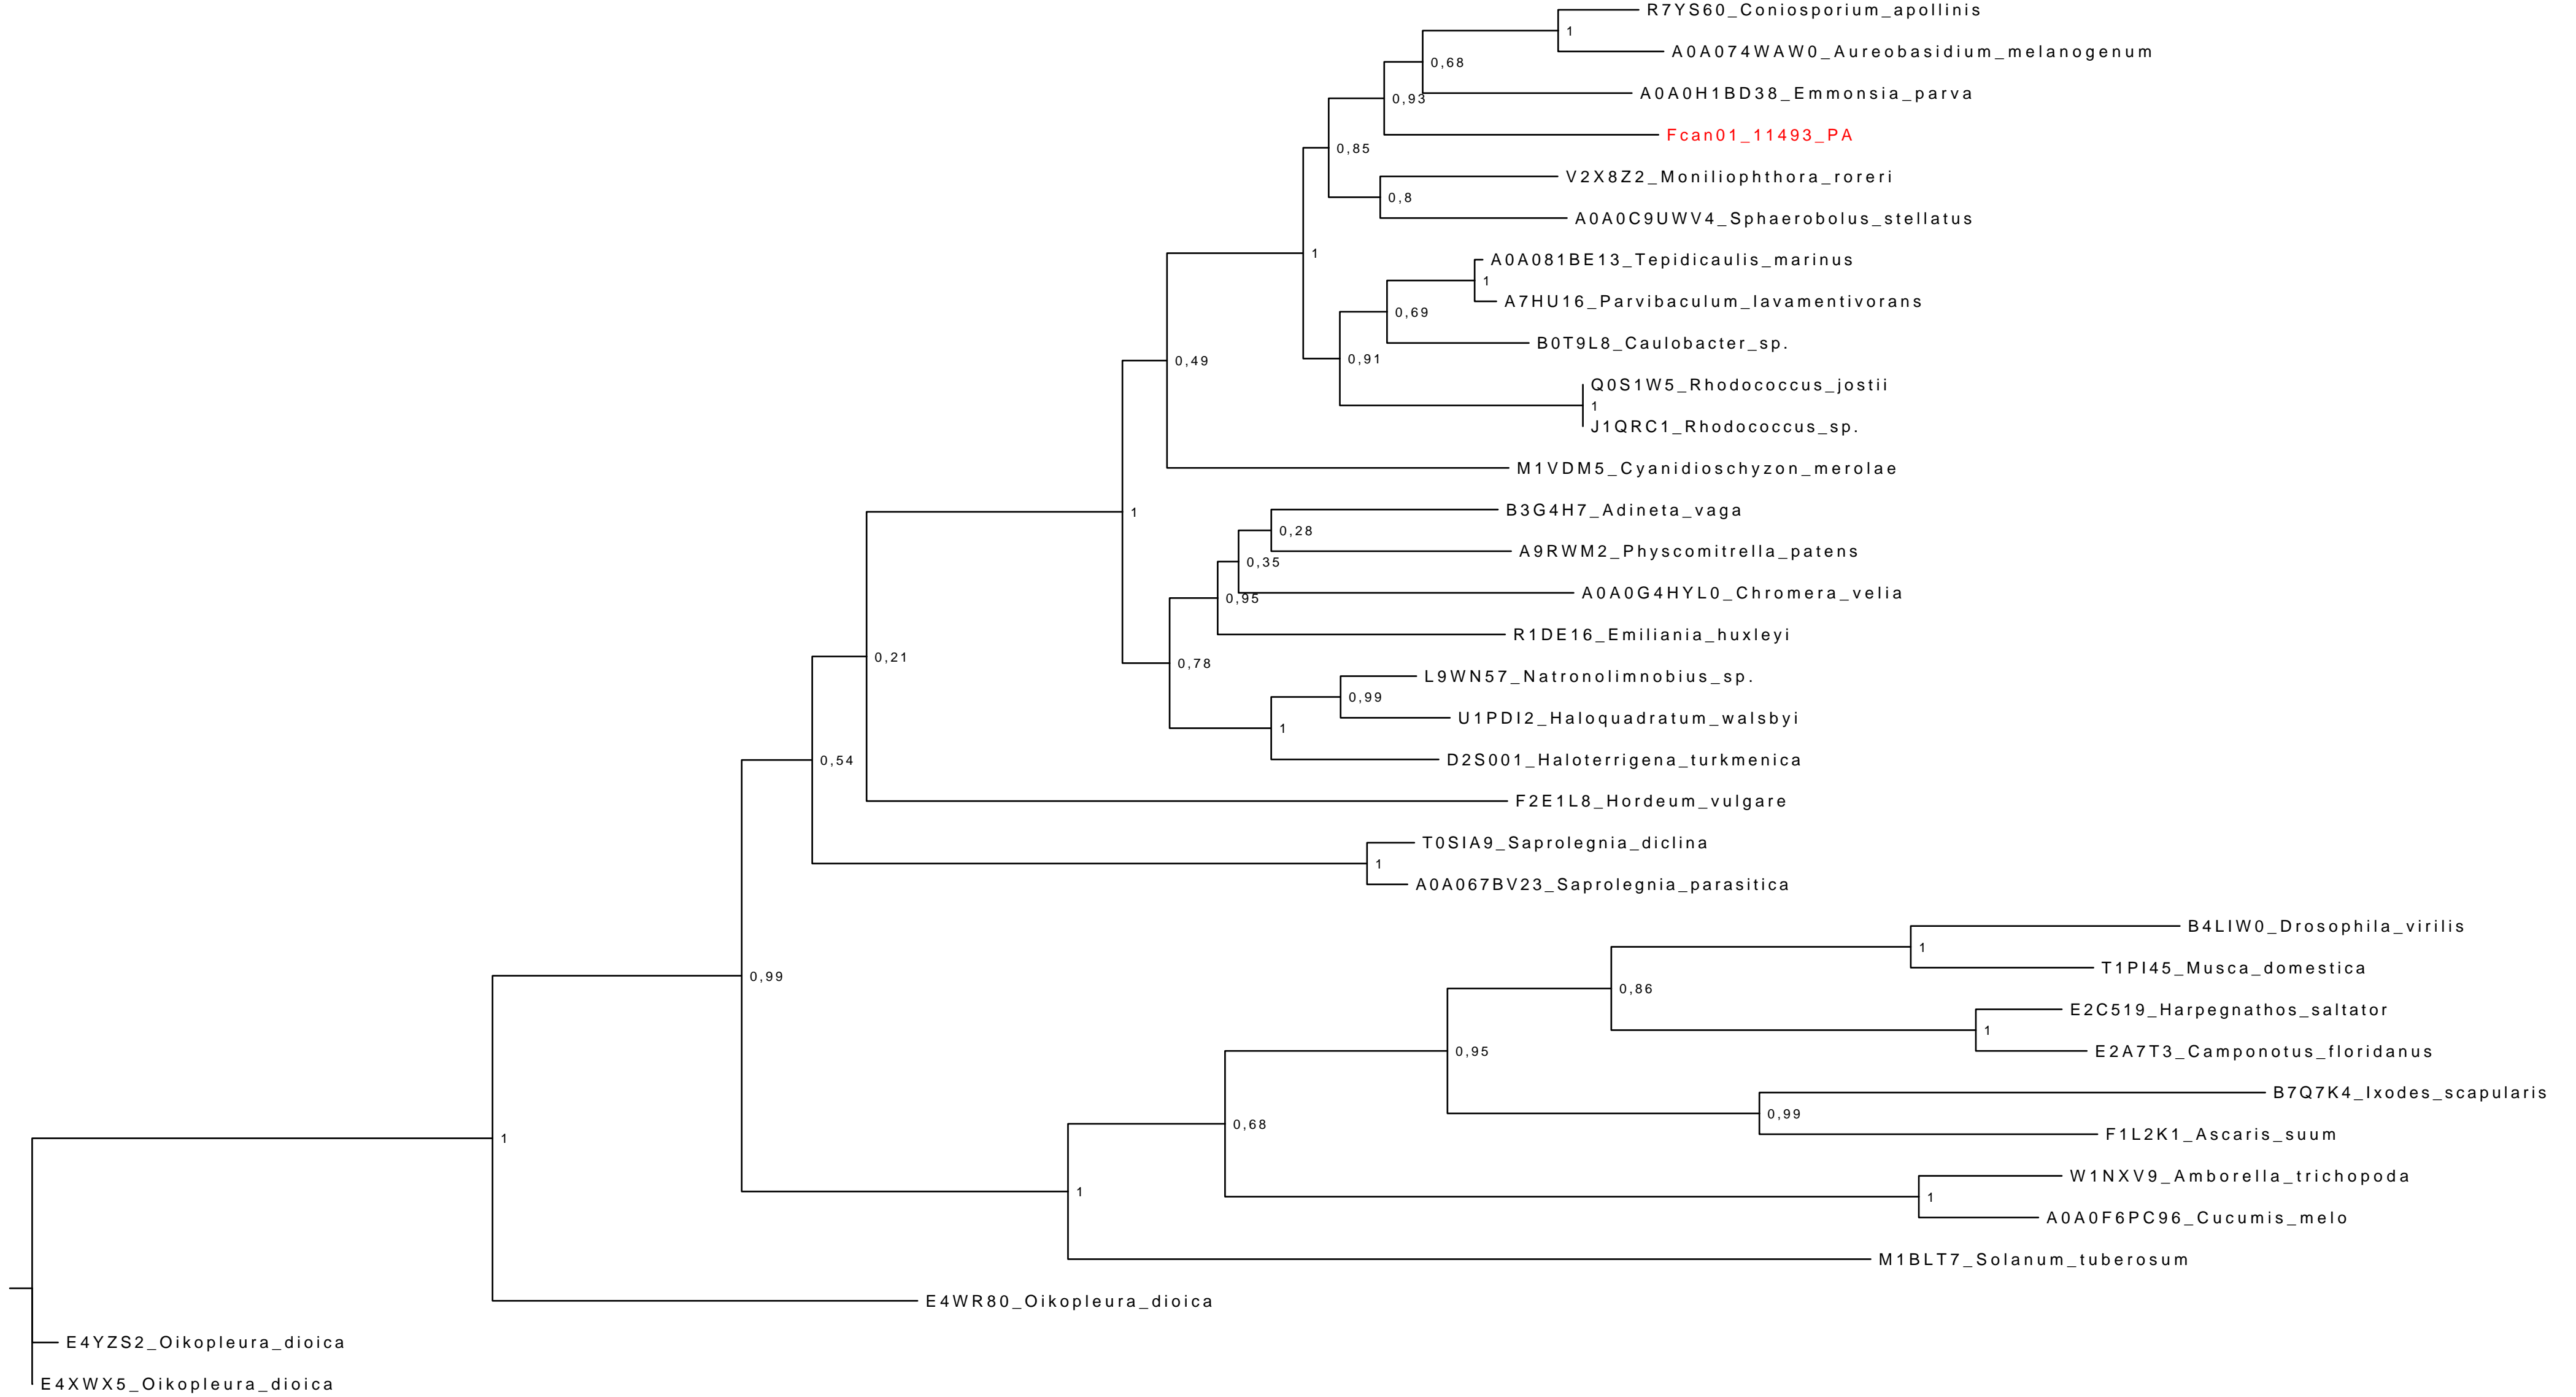 R7YS60_Coniosporium_apollinis
1
A0A074WAW0_Aureobasidium_melanogenum
0,68
A0A0H1BD38_Emmonsia_parva
0,93
Fcan01_11493_PA
0,85
V2X8Z2_Moniliophthora_roreri
0,8
A0A0C9UWV4_Sphaerobolus_stellatus
1
A0A081BE13_Tepidicaulis_marinus
1
A7HU16_Parvibaculum_lavamentivorans
0,69
B0T9L8_Caulobacter_sp.
0,91
0,49
Q0S1W5_Rhodococcus_jostii
1
J1QRC1_Rhodococcus_sp.
M1VDM5_Cyanidioschyzon_merolae
B3G4H7_Adineta_vaga
1
0,28
A9RWM2_Physcomitrella_patens
0,35
A0A0G4HYL0_Chromera_velia
0,95
R1DE16_Emiliania_huxleyi
0,21
0,78
L9WN57_Natronolimnobius_sp.
0,99
U1PDI2_Haloquadratum_walsbyi
1
D2S001_Haloterrigena_turkmenica
0,54
F2E1L8_Hordeum_vulgare
T0SIA9_Saprolegnia_diclina
1
A0A067BV23_Saprolegnia_parasitica
B4LIW0_Drosophila_virilis
1
T1PI45_Musca_domestica
0,99
0,86
E2C519_Harpegnathos_saltator
1
E2A7T3_Camponotus_floridanus
0,95
B7Q7K4_Ixodes_scapularis
0,99
0,68
F1L2K1_Ascaris_suum
1
W1NXV9_Amborella_trichopoda
1
1
A0A0F6PC96_Cucumis_melo
M1BLT7_Solanum_tuberosum
E4WR80_Oikopleura_dioica
E4YZS2_Oikopleura_dioica
E4XWX5_Oikopleura_dioica